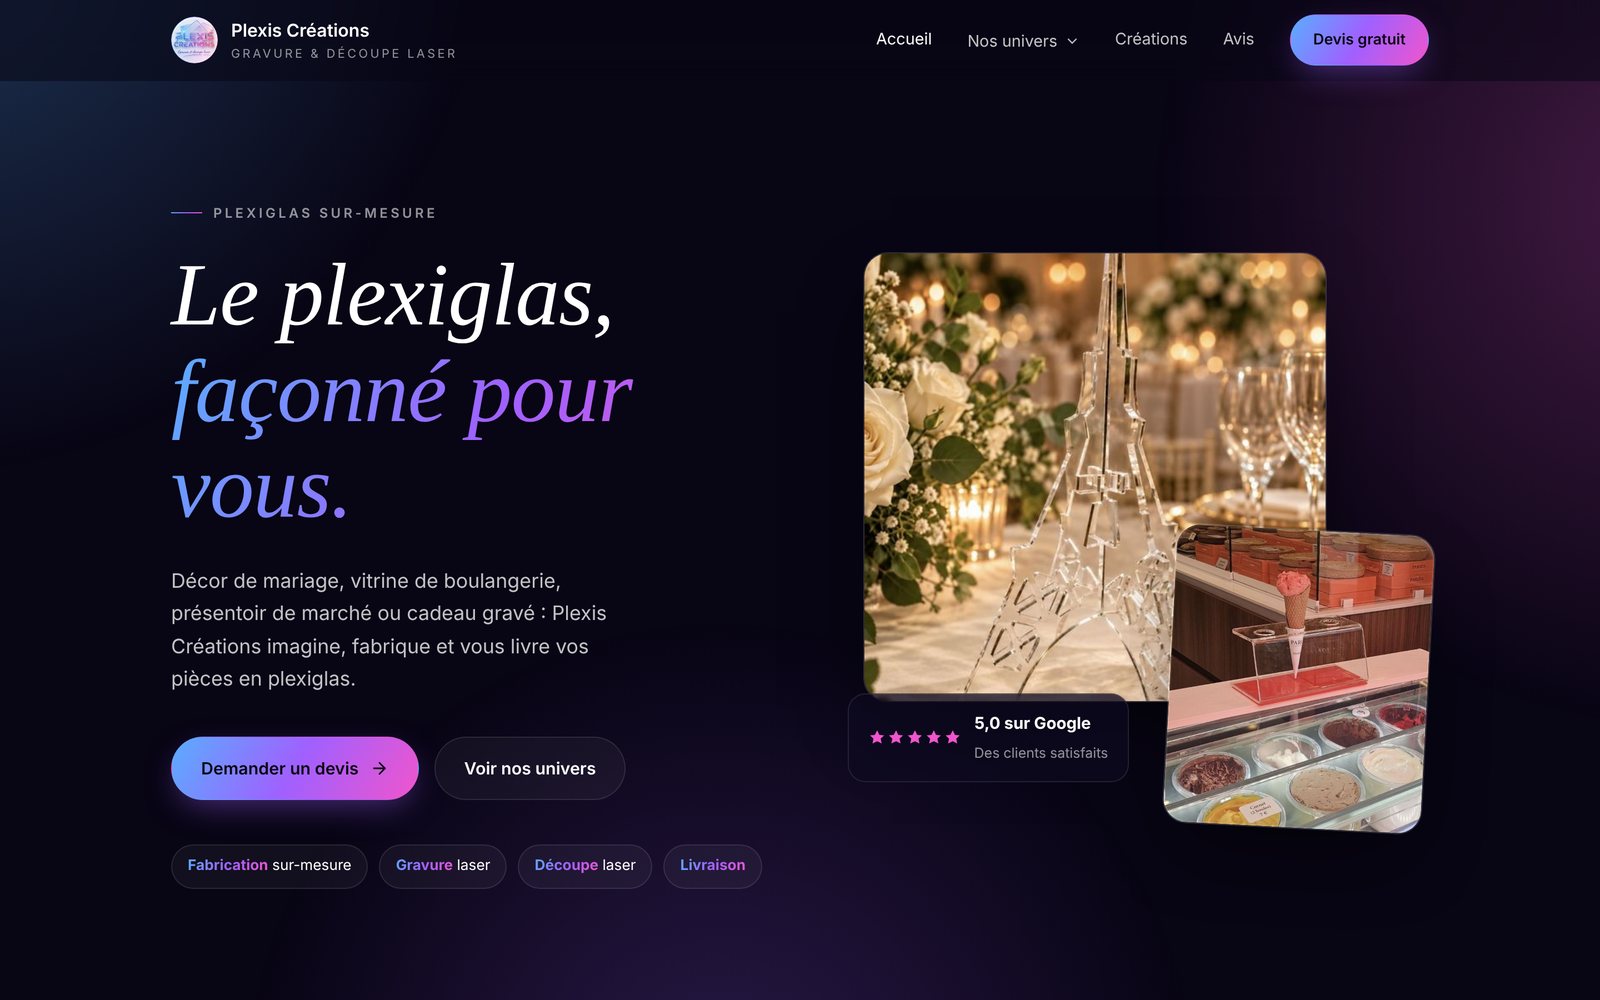 PLEXIS
CRÉATIONS
Plexis Créations
GRAVURE & DÉCOUPE LASER
Accueil
Nos univers
Créations
Avis
Devis gratuit
PLEXIGLAS SUR-MESURE
Le plexiglas,
façonné pour
vous.
Décor de mariage, vitrine de boulangerie,
présentoir de marché ou cadeau gravé : Plexis
Créations imagine, fabrique et vous livre vos
pièces en plexiglas.
Demander un devis
Voir nos univers
Fabrication sur-mesure
Gravure laser
Découpe laser
Livraison
5,0 sur Google
Des clients satisfaits